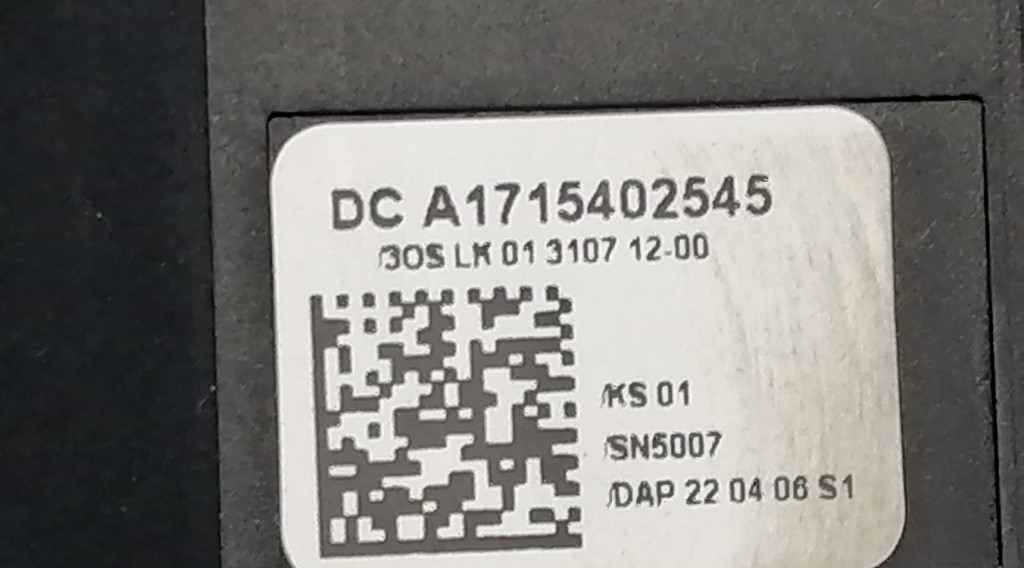 DC A1715402545
/3OS LK 01 3107 12-00
/KS 01
/SN5007
/DAP 22 04 06 S1